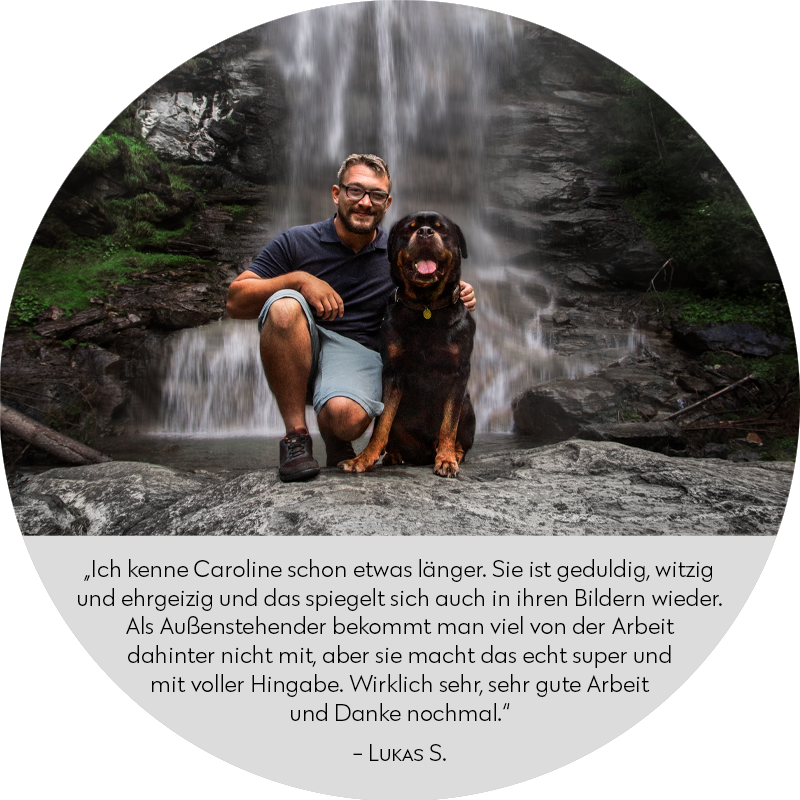 „Ich kenne Caroline schon etwas länger. Sie ist geduldig, witzig
und ehrgeizig und das spiegelt sich auch in ihren Bildern wieder.
Als Außenstehender bekommt man viel von der Arbeit
dahinter nicht mit, aber sie macht das echt super und
mit voller Hingabe. Wirklich sehr, sehr gute Arbeit
und Danke nochmal.“
– Lukas S.